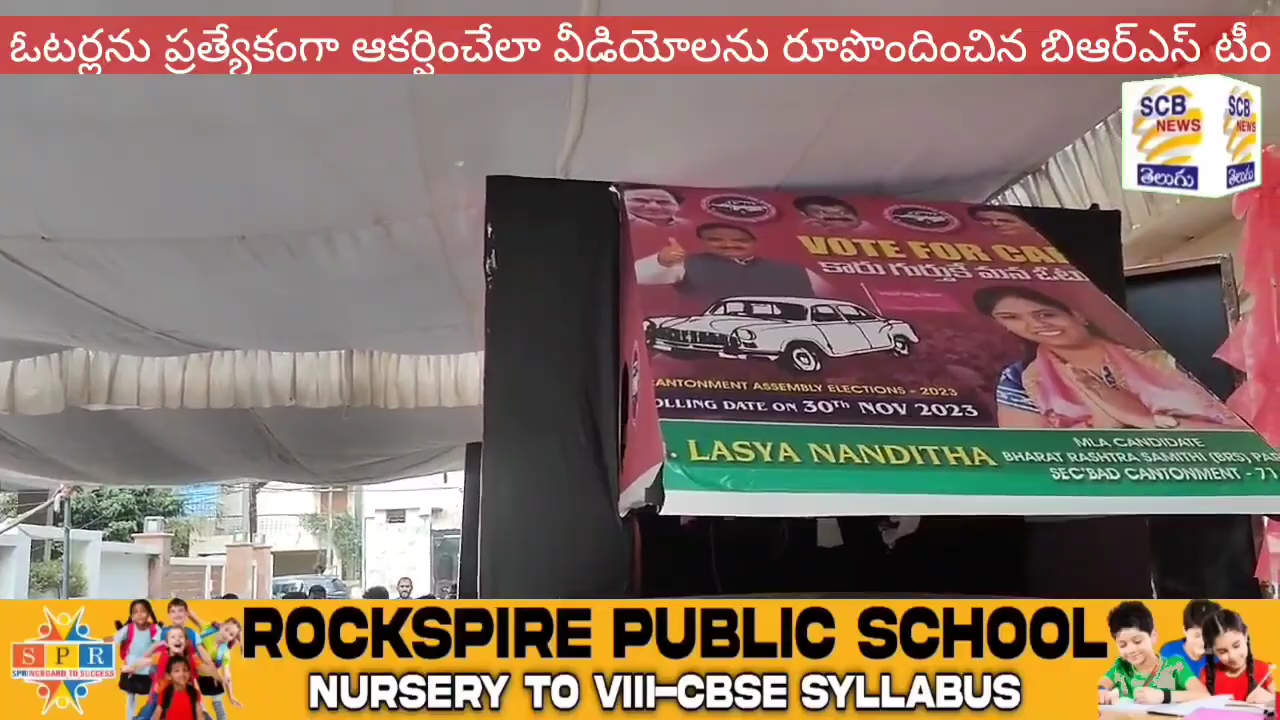 ఓటర్లను ప్రత్యేకంగా ఆకర్షించేలా వీడియోలను రూపొందించిన బిఆర్ఎస్ టీం
SCB
NEWS
తెలుగు
SCB
NEWS
తెలుగు
VOTE FOR CAR
కారు గుర్తుకే మన ఓటు
CANTONMENT ASSEMBLY ELECTIONS - 2023
POLLING DATE ON 30TH NOV 2023
. LASYA NANDITHA
MLA CANDIDATE
BHARAT RASHTRA SAMITHI (BRS)
SEC'BAD CANTONMENT - 71
SPR
SPRINGBOARD TO SUCCESS
ROCKSPIRE PUBLIC SCHOOL
NURSERY TO VIII-CBSE SYLLABUS